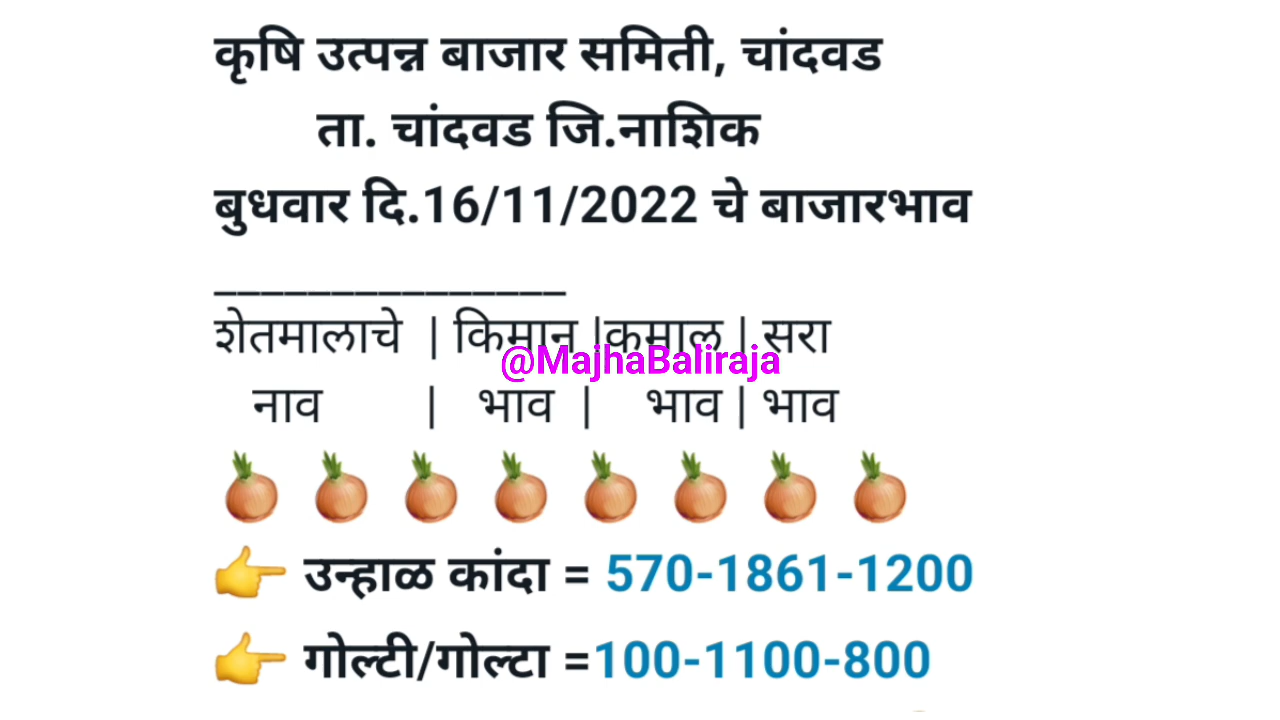 कृषि उत्पन्न बाजार समिती, चांदवड
ता. चांदवड जि.नाशिक
बुधवार दि.16/11/2022 चे बाजारभाव
_______________
शेतमालाचे | किमान |कमाल | सरा
@MajhaBaliraja
नाव | भाव | भाव | भाव
👉 उन्हाळ कांदा = 570-1861-1200
👉 गोल्टी/गोल्टा =100-1100-800